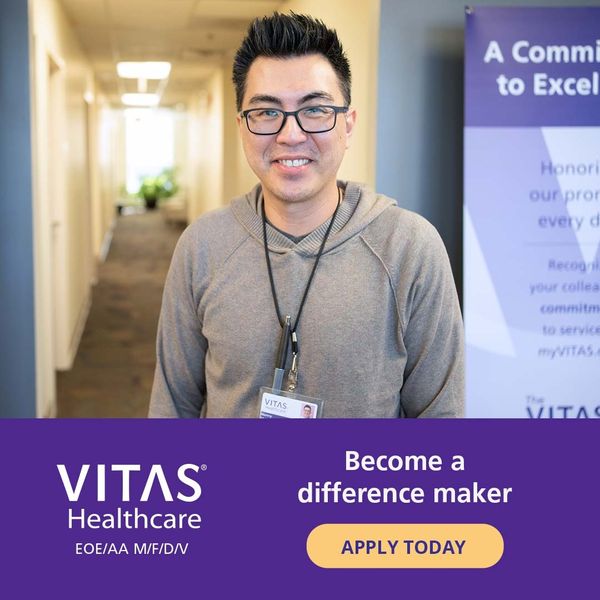 A Commi
to Excel
Honori
our pro
every d
Recogni
your collea
commitm
to service
myVITAS.
The
VITAS
VITAS
Healthcare
VITAS®
Healthcare
EOE/AA M/F/D/V
Become a
difference maker
APPLY TODAY